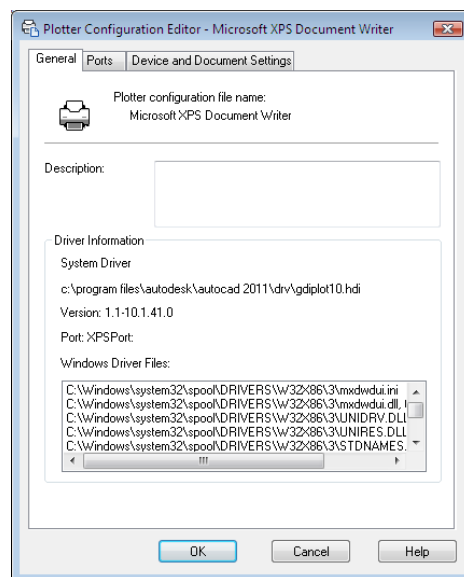 Plotter Configuration Editor - Microsoft XPS Document Writer
General Ports Device and Document Settings
Plotter configuration file name:
Microsoft XPS Document Writer
Description:
Driver Information
System Driver
c:\program files\autodesk\autocad 2011\drv\gdiplot10.hdi
Version: 1.1-10.1.41.0
Port: XPSPort:
Windows Driver Files:
C:\Windows\system32\spool\DRIVERS\W32X86\3\mxdwdui.ini
C:\Windows\system32\spool\DRIVERS\W32X86\3\mxdwdui.dll,
C:\Windows\system32\spool\DRIVERS\W32X86\3\UNIDRV.DLL
C:\Windows\system32\spool\DRIVERS\W32X86\3\UNIRES.DLL
C:\Windows\system32\spool\DRIVERS\W32X86\3\STDNAMES.
OK Cancel Help